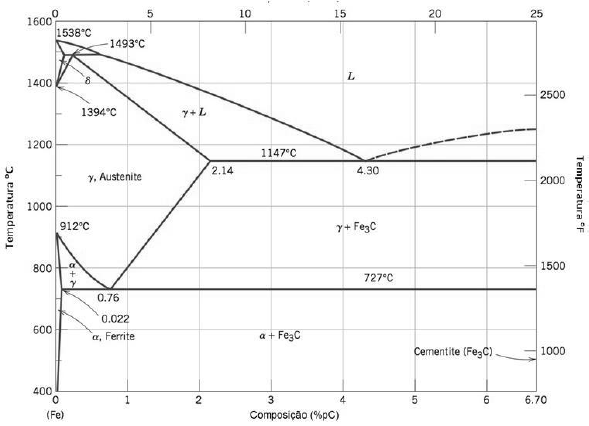 0 5 10 15 20 25
1600
1538°C
1493°C
L
δ
1400
2500
1394°C
γ + L
1200
1147°C
2.14
4.30
γ, Austenite
2000
1000
912°C
γ + Fe3C
α
+
γ
800
727°C
1500
0.76
0.022
600
α, Ferrite
α + Fe3C
Cementite (Fe3C)
1000
400
0 1 2 3 4 5 6 6.70
(Fe)
Composição (%pC)
Temperatura °C
Temperatura °F